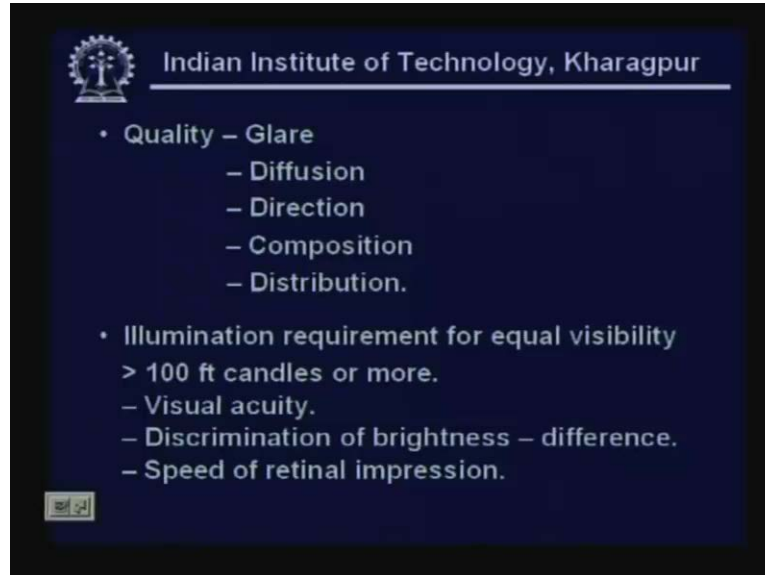 Indian Institute of Technology, Kharagpur
• Quality – Glare
– Diffusion
– Direction
– Composition
– Distribution.
• Illumination requirement for equal visibility
> 100 ft candles or more.
– Visual acuity.
– Discrimination of brightness – difference.
– Speed of retinal impression.